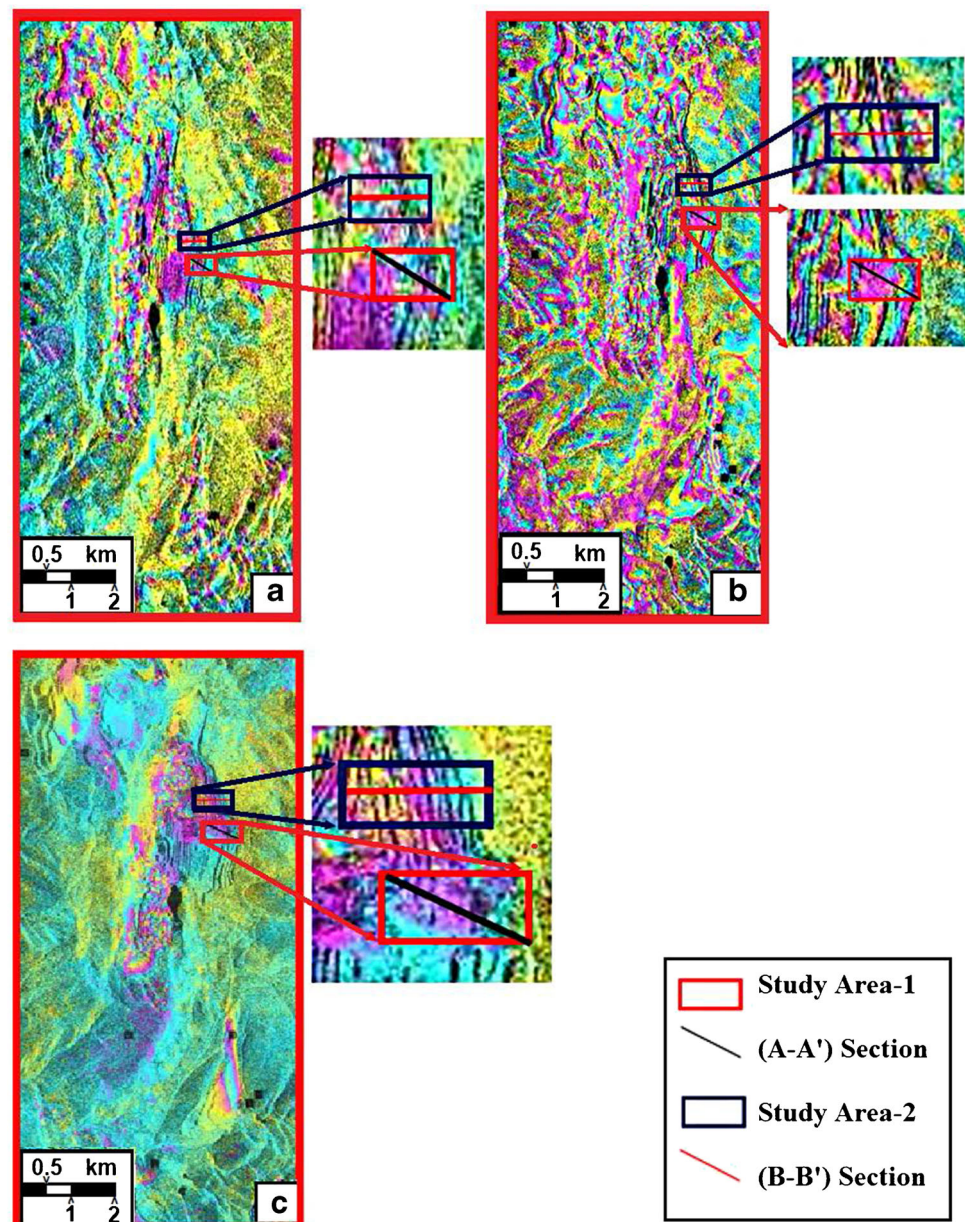 0.5 km
a
1 2
0.5 km
b
1 2
0.5 km
c
1 2
Study Area-1
(A-A') Section
Study Area-2
(B-B') Section